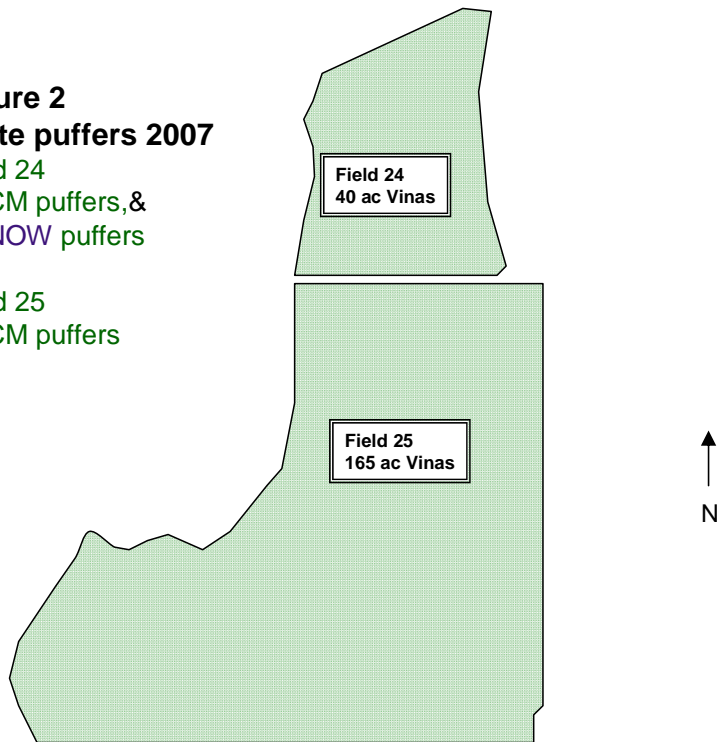 ure 2
te puffers 2007
d 24
CM puffers,&
NOW puffers
d 25
CM puffers
Field 24
40 ac Vinas
Field 25
165 ac Vinas
N